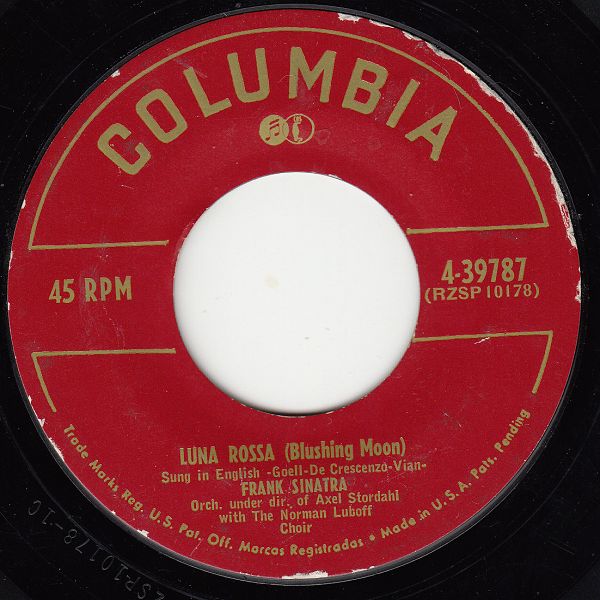 COLUMBIA
45 RPM
4-39787
(RZSP 10178)
LUNA ROSSA (Blushing Moon)
Sung in English -Goell-De Crescenzo-Vian-
FRANK SINATRA
Orch. under dir. of Axel Stordahl
with The Norman Luboff
Choir
Trade Marks Reg. U.S. Pat. Off. Marcas Registradas • Made in U.S.A. Pats. Pending
ZSP10178-1C